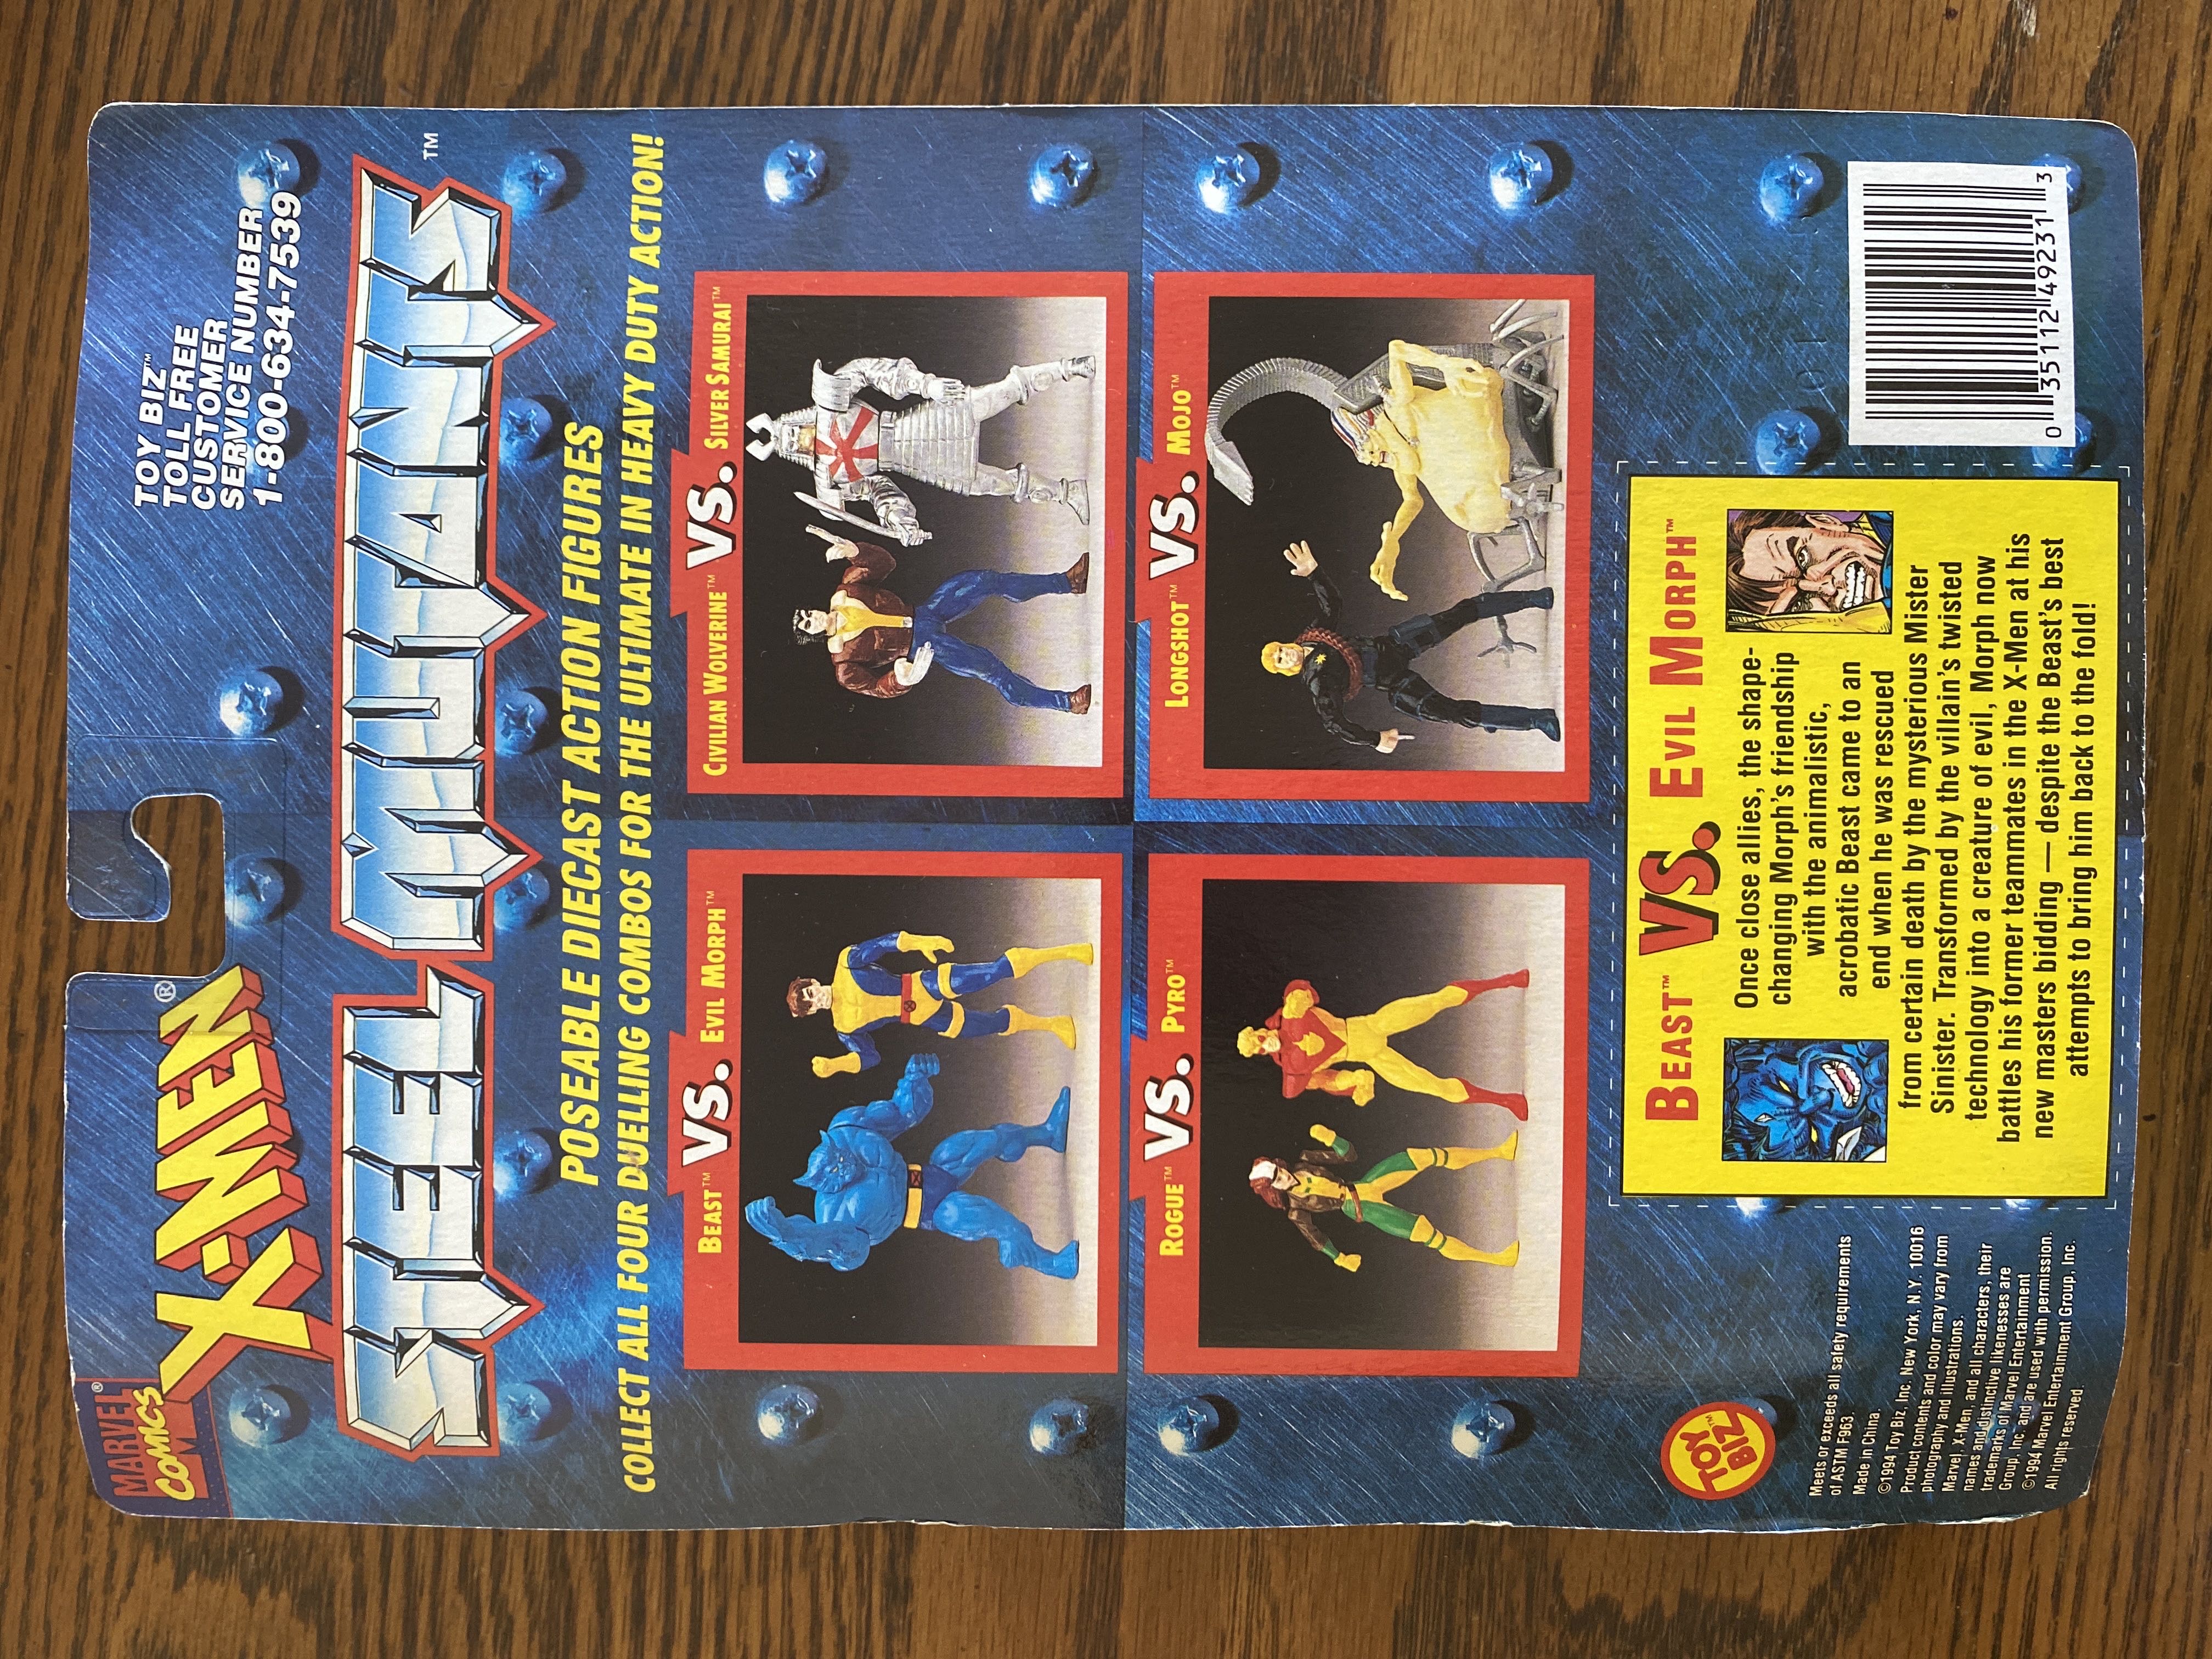 MARVEL®
COMICS
X-MEN®
TOY BIZ™
TOLL FREE
CUSTOMER
SERVICE NUMBER
1-800-634-7539
STEEL MUTANTS™
POSEABLE DIECAST ACTION FIGURES
COLLECT ALL FOUR DUELLING COMBOS FOR THE ULTIMATE IN HEAVY DUTY ACTION!
BEAST™ VS. EVIL MORPH™
CIVILIAN WOLVERINE™ VS. SILVER SAMURAI™
ROGUE™ VS. PYRO™
LONGSHOT™ VS. MOJO™
BEAST™ VS. EVIL MORPH™
Once close allies, the shape-
changing Morph's friendship
with the animalistic,
acrobatic Beast came to an
end when he was rescued
from certain death by the mysterious Mister
Sinister. Transformed by the villain's twisted
technology into a creature of evil, Morph now
battles his former teammates in the X-Men at his
new masters bidding — despite the Beast's best
attempts to bring him back to the fold!
TOY
BIZ™
Meets or exceeds all safety requirements
of ASTM F963.
Made in China.
©1994 Toy Biz, Inc. New York, N.Y. 10016
Product contents and color may vary from
photography and illustrations.
Marvel, X-Men, and all characters, their
names and distinctive likenesses are
trademarks of Marvel Entertainment
Group, Inc. and are used with permission.
©1994 Marvel Entertainment Group, Inc.
All rights reserved.
0 35112 49231 3